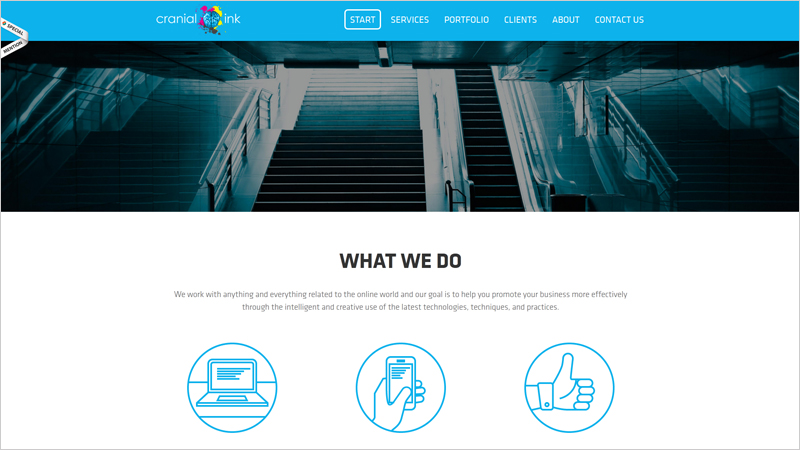 cranial ink
START SERVICES PORTFOLIO CLIENTS ABOUT CONTACT US
SPECIAL
MENTION
WHAT WE DO
We work with anything and everything related to the online world and our goal is to help you promote your business more effectively
through the intelligent and creative use of the latest technologies, techniques, and practices.